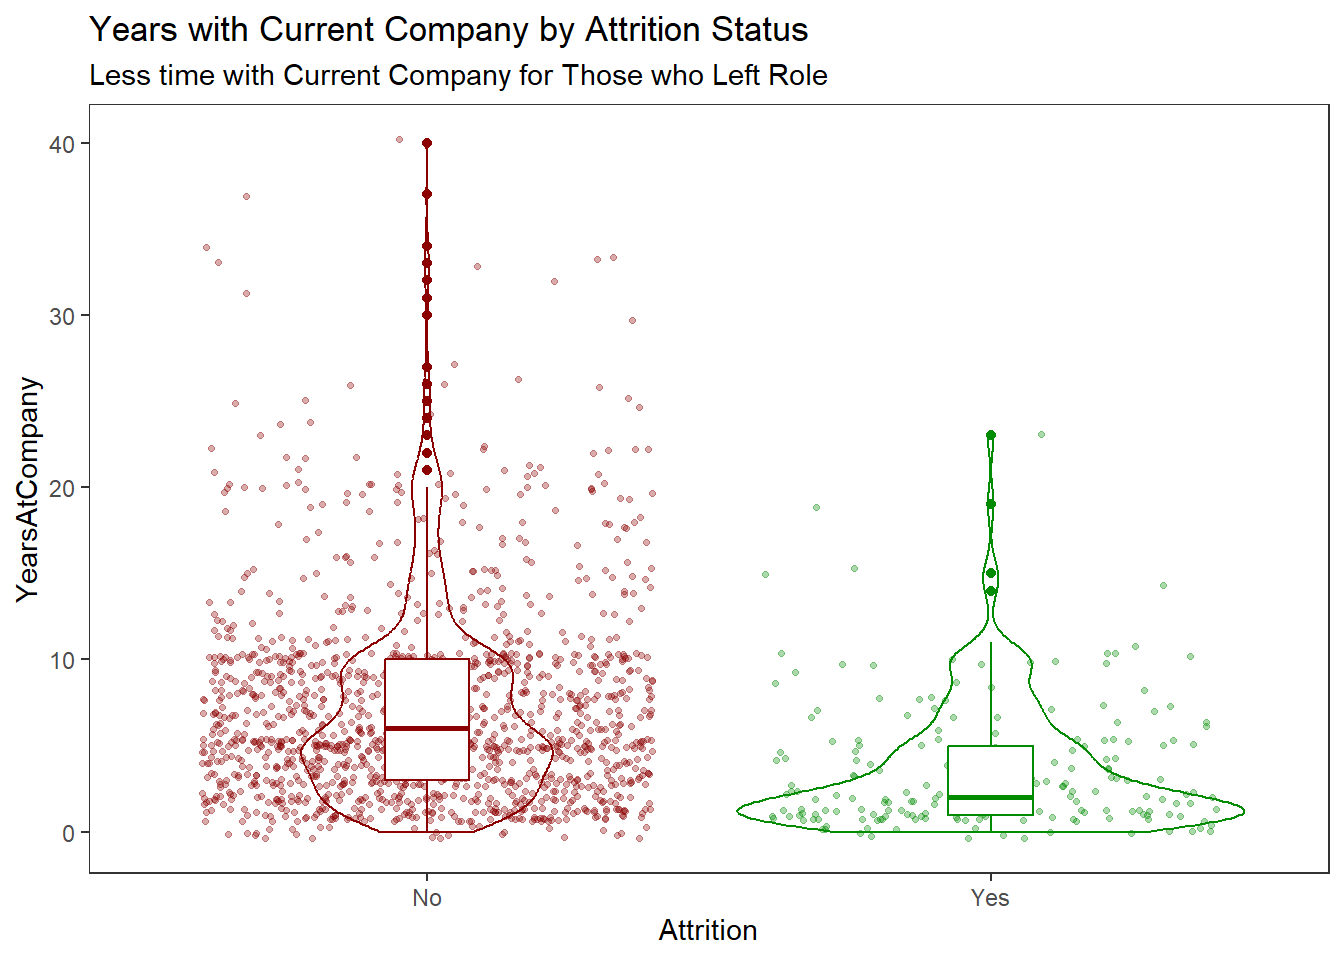 Years with Current Company by Attrition Status
Less time with Current Company for Those who Left Role
40
30
20
10
0
YearsAtCompany
No
Yes
Attrition